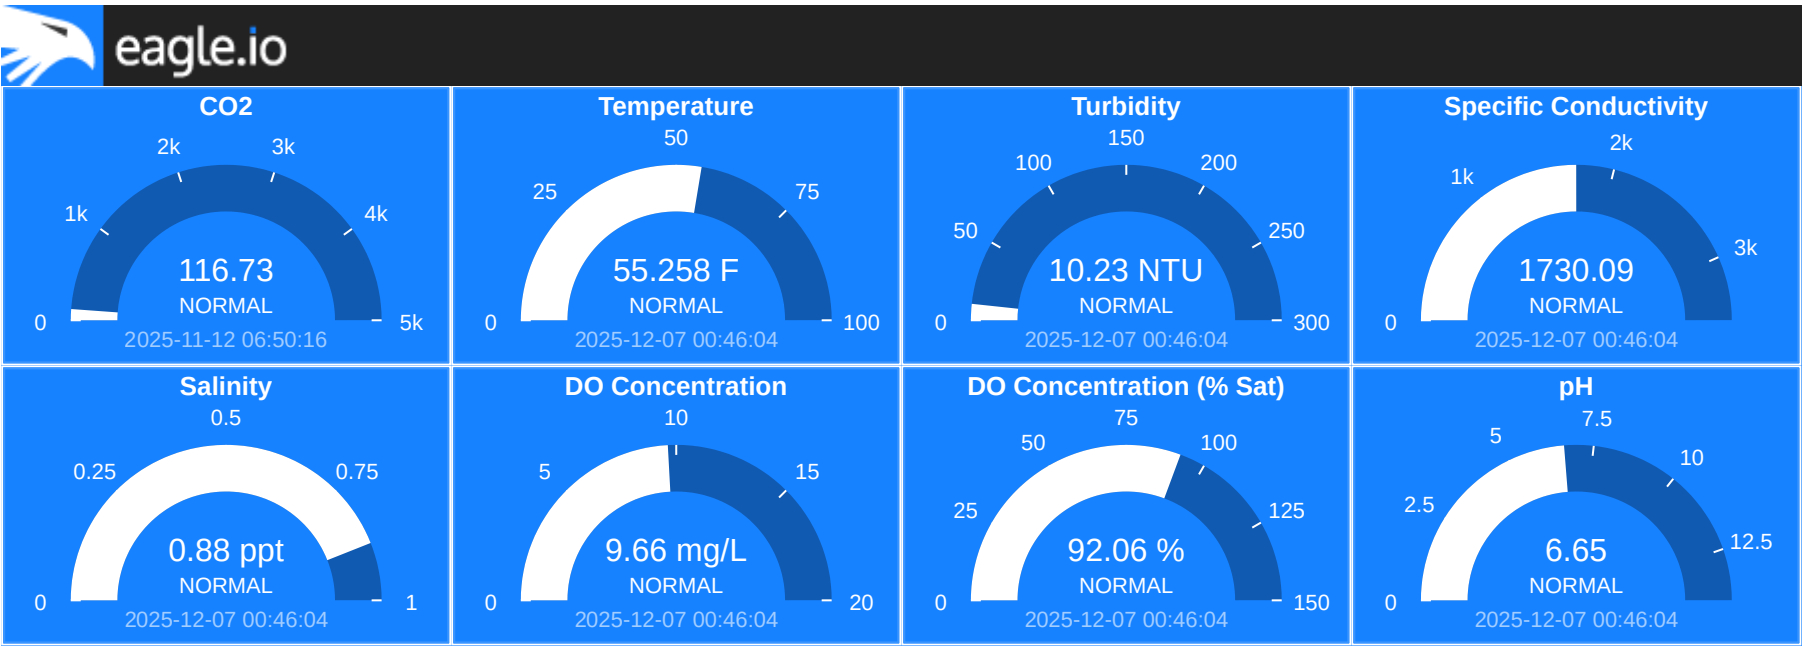 eagle.io
CO2
0
1k
2k
3k
4k
5k
116.73
NORMAL
2025-11-12 06:50:16
Temperature
0
25
50
75
100
55.258 F
NORMAL
2025-12-07 00:46:04
Turbidity
0
50
100
150
200
250
300
10.23 NTU
NORMAL
2025-12-07 00:46:04
Specific Conductivity
0
1k
2k
3k
1730.09
NORMAL
2025-12-07 00:46:04
Salinity
0
0.25
0.5
0.75
1
0.88 ppt
NORMAL
2025-12-07 00:46:04
DO Concentration
0
5
10
15
20
9.66 mg/L
NORMAL
2025-12-07 00:46:04
DO Concentration (% Sat)
0
25
50
75
100
125
150
92.06 %
NORMAL
2025-12-07 00:46:04
pH
0
2.5
5
7.5
10
12.5
6.65
NORMAL
2025-12-07 00:46:04